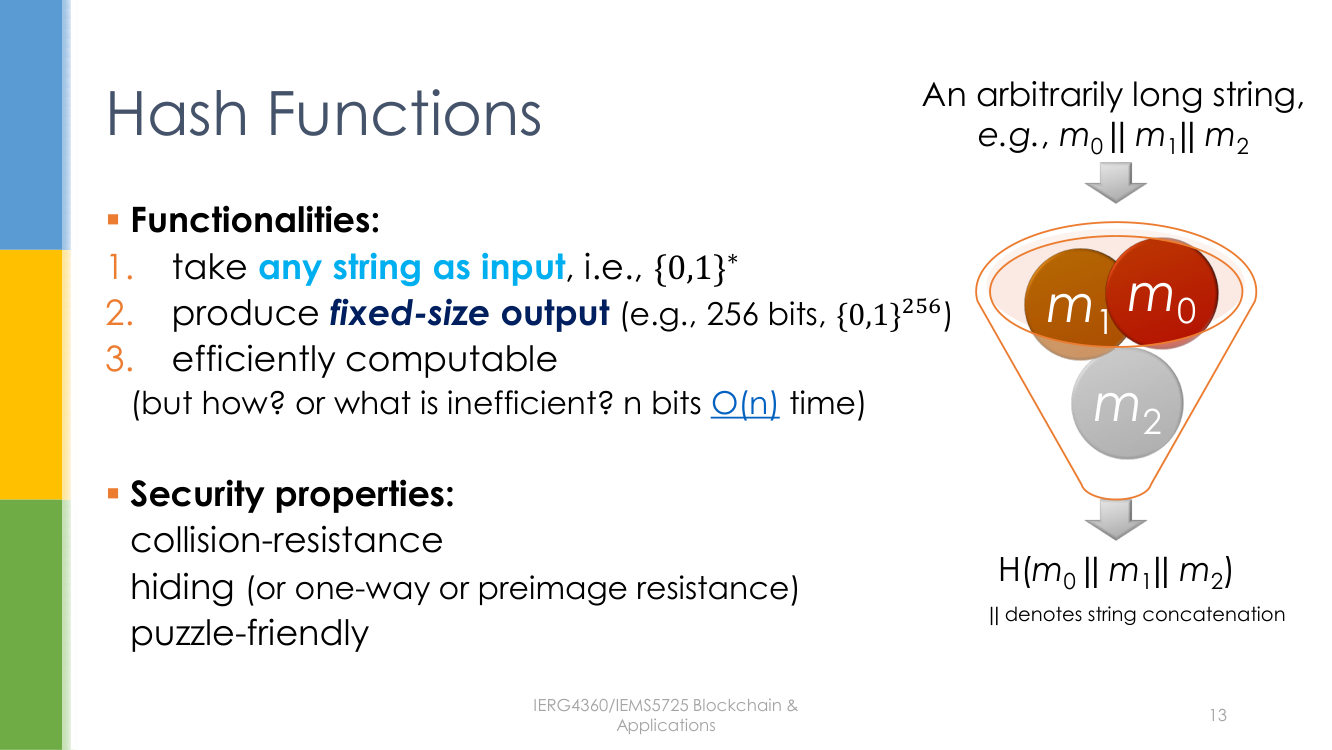 Hash Functions
An arbitrarily long string,
e.g., m₀ || m₁|| m₂
▪ Functionalities:
1. take any string as input, i.e., {0,1}*
2. produce fixed-size output (e.g., 256 bits, {0,1}²⁵⁶)
3. efficiently computable
(but how? or what is inefficient? n bits O(n) time)
▪ Security properties:
collision-resistance
hiding (or one-way or preimage resistance)
puzzle-friendly
m₁ m₀
m₂
H(m₀ || m₁|| m₂)
|| denotes string concatenation
IERG4360/IEMS5725 Blockchain &
Applications
13